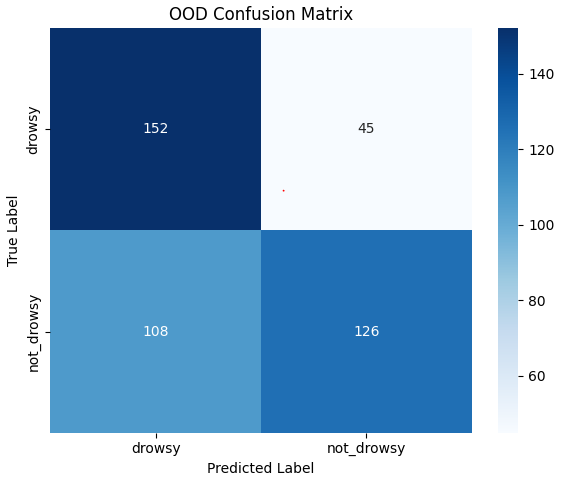 OOD Confusion Matrix
True Label
drowsy
152
45
not_drowsy
108
126
drowsy
not_drowsy
Predicted Label
140
120
100
80
60